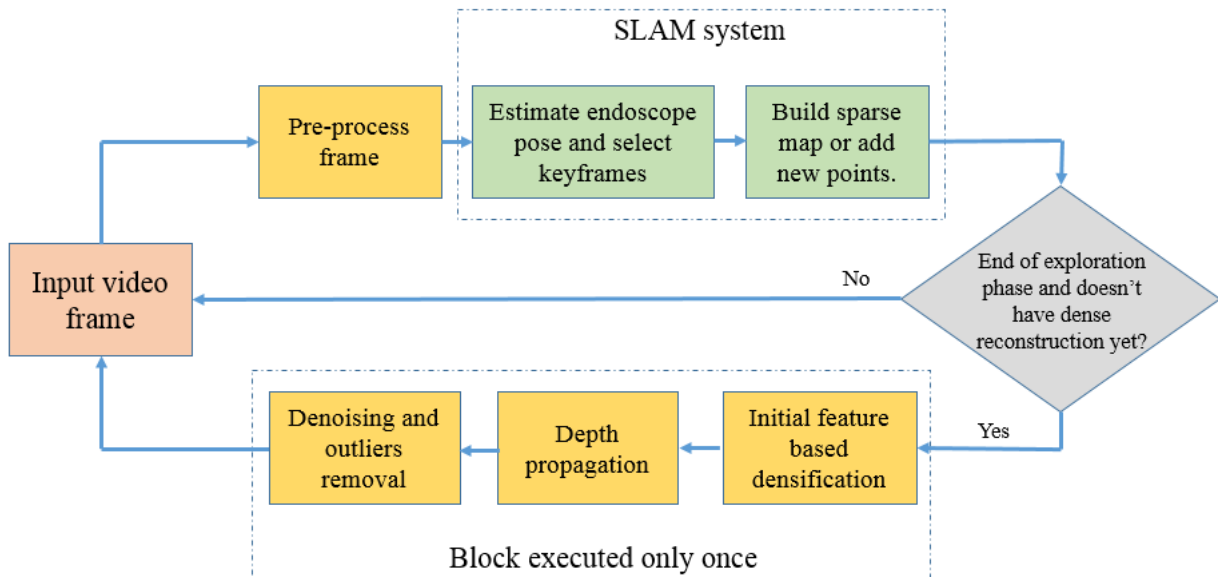 SLAM system
Pre-process
frame
Estimate endoscope
pose and select
keyframes
Build sparse
map or add
new points.
Input video
frame
No
End of exploration
phase and doesn't
have dense
reconstruction yet?
Yes
Denoising and
outliers
removal
Depth
propagation
Initial feature
based
densification
Block executed only once